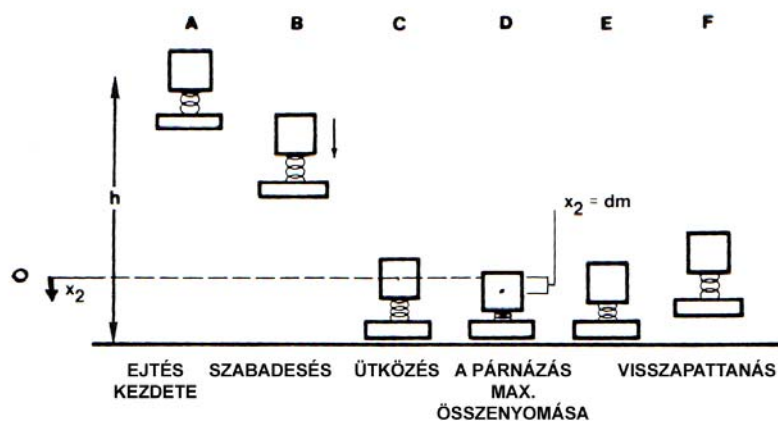 A B C D E F
x₂ = dm
h
O
x₂
EJTÉS KEZDETE
SZABADESÉS
ÜTKÖZÉS
A PÁRNÁZÁS MAX. ÖSSZENYOMÁSA
VISSZAPATTANÁS